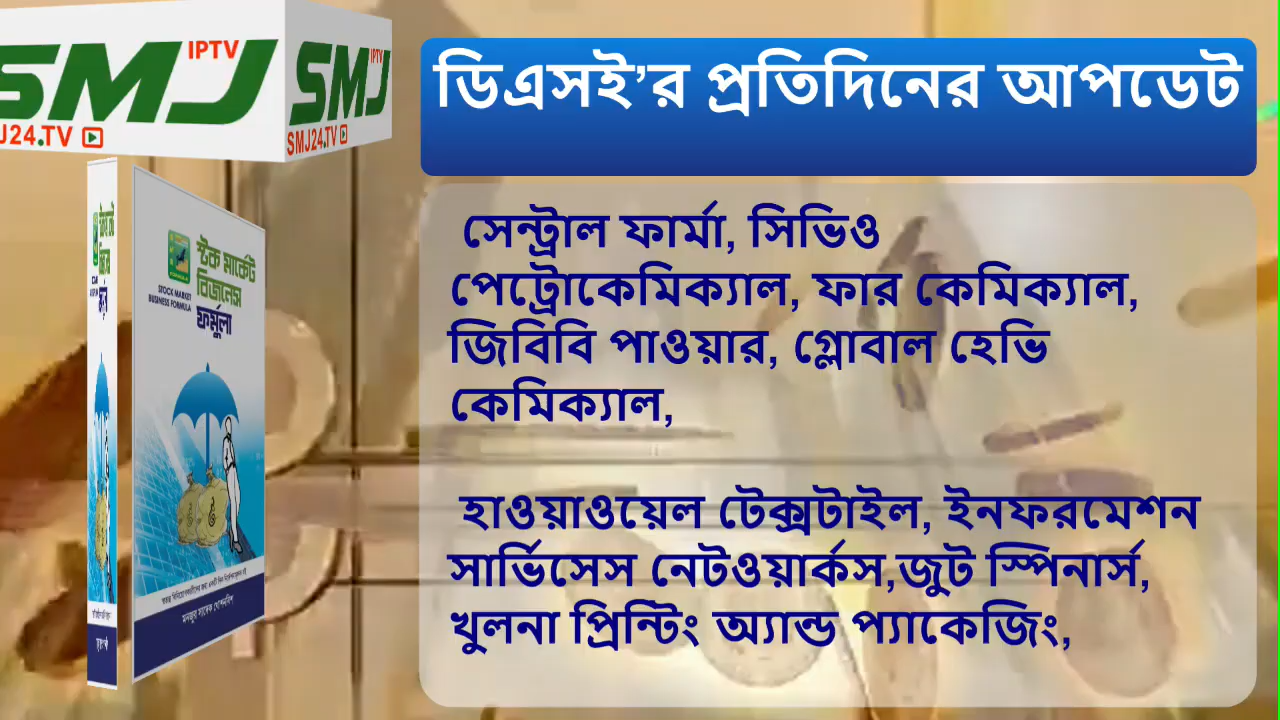 SMJ IPTV
J24.TV
SMJ IPTV
SMJ24.TV
ডিএসই’র প্রতিদিনের আপডেট
স্টক মার্কেট
বিজনেস
ফর্মুলা
STOCK MARKET
BUSINESS FORMULA
সেন্ট্রাল ফার্মা, সিভিও
পেট্রোকেমিক্যাল, ফার কেমিক্যাল,
জিবিবি পাওয়ার, গ্লোবাল হেভি
কেমিক্যাল,
হাওয়াওয়েল টেক্সটাইল, ইনফরমেশন
সার্ভিসেস নেটওয়ার্কস,জুট স্পিনার্স,
খুলনা প্রিন্টিং অ্যান্ড প্যাকেজিং,